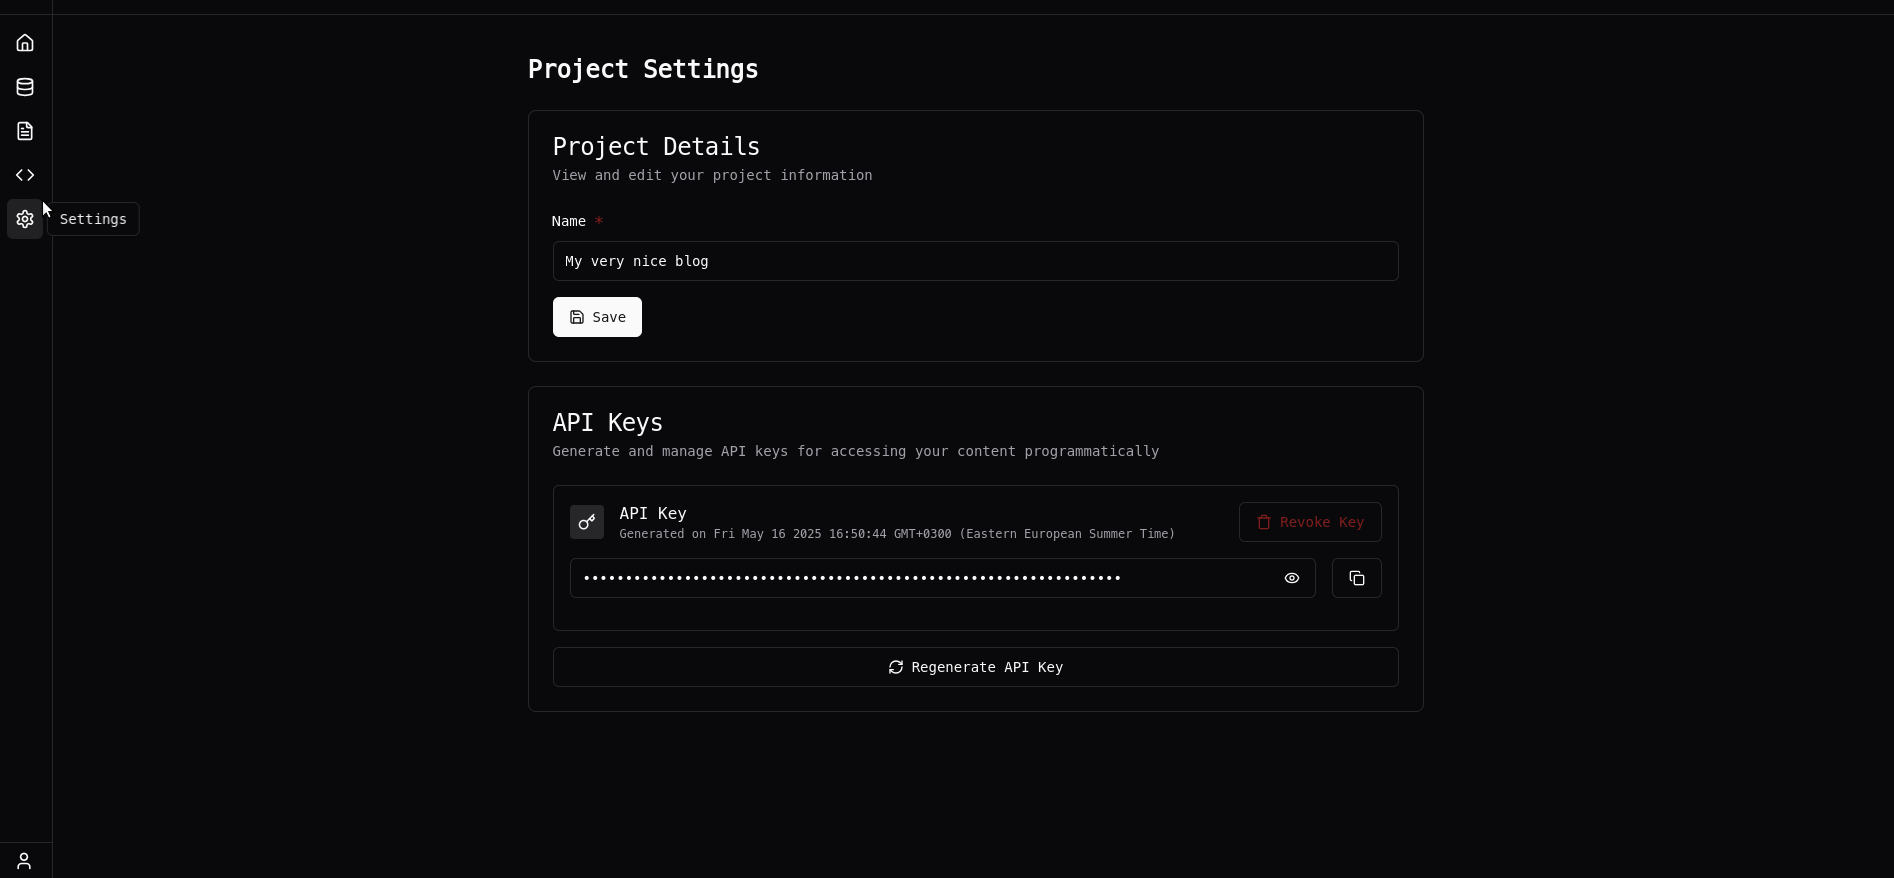 Project Settings
Project Details
View and edit your project information
Name *
My very nice blog
Save
Settings
API Keys
Generate and manage API keys for accessing your content programmatically
API Key
Generated on Fri May 16 2025 16:50:44 GMT+0300 (Eastern European Summer Time)
Revoke Key
••••••••••••••••••••••••••••••••••••••••••••••••••••••••••••••••
Regenerate API Key